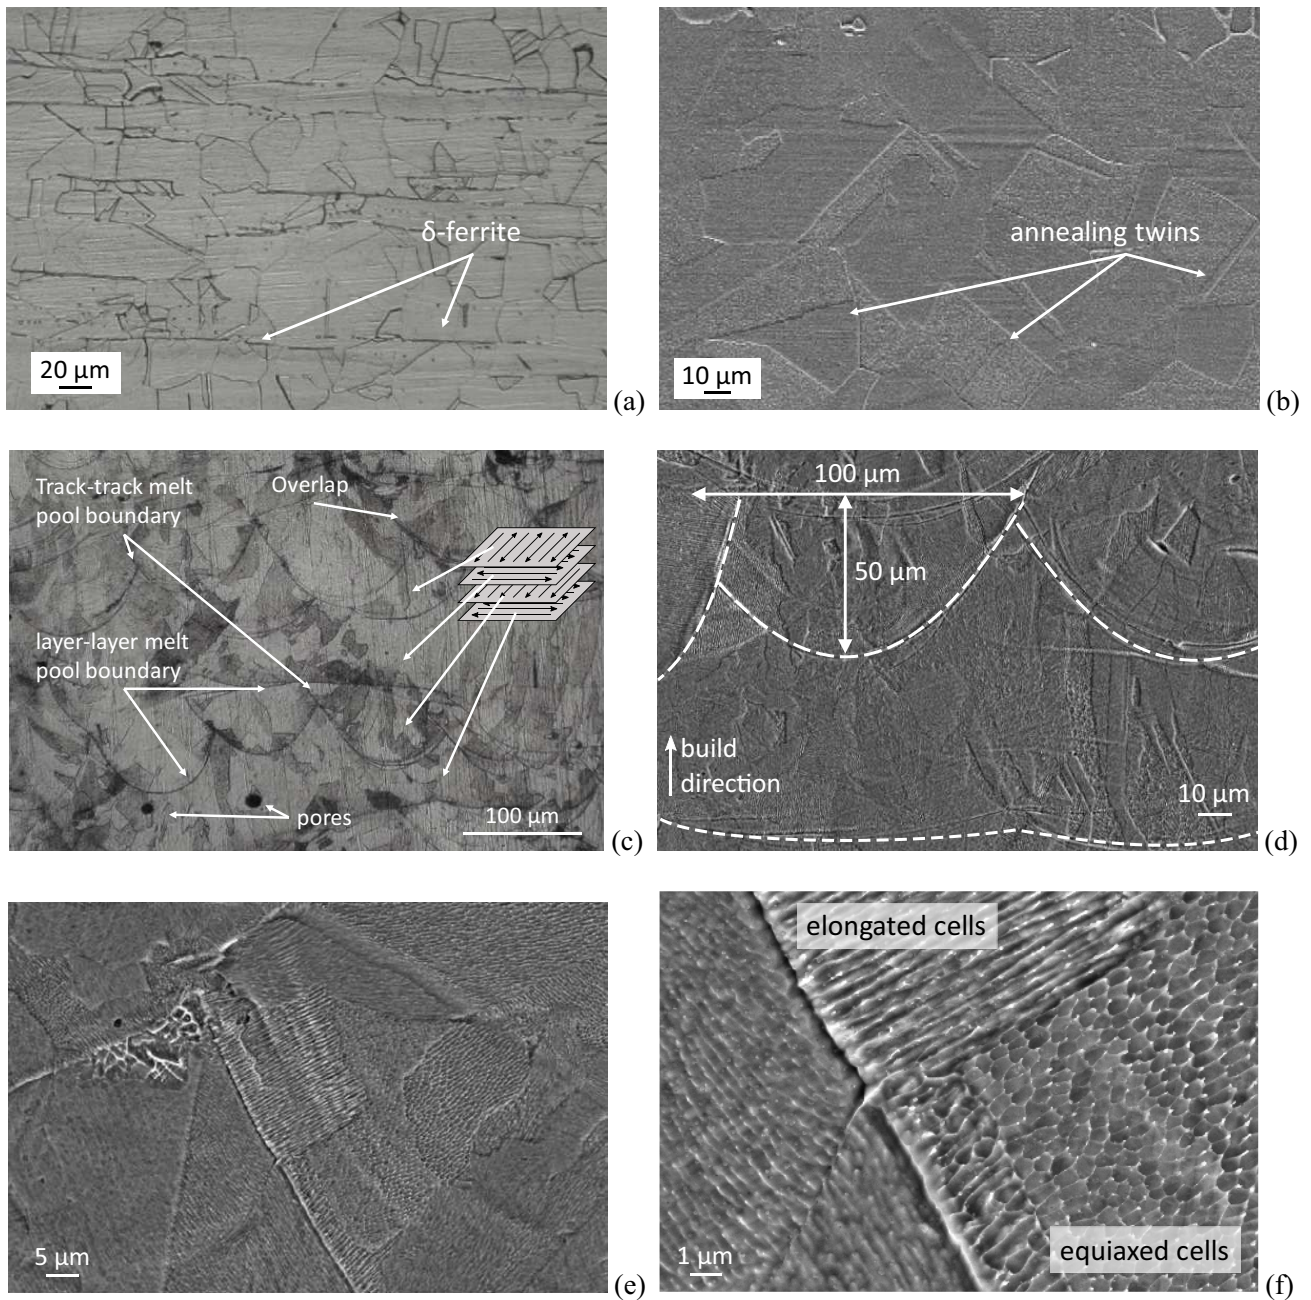 δ-ferrite
20 μm
(a)
annealing twins
10 μm
(b)
Track-track melt
pool boundary
Overlap
layer-layer melt
pool boundary
pores
100 μm
(c)
100 μm
50 μm
build
direction
10 μm
(d)
5 μm
(e)
elongated cells
equiaxed cells
1 μm
(f)